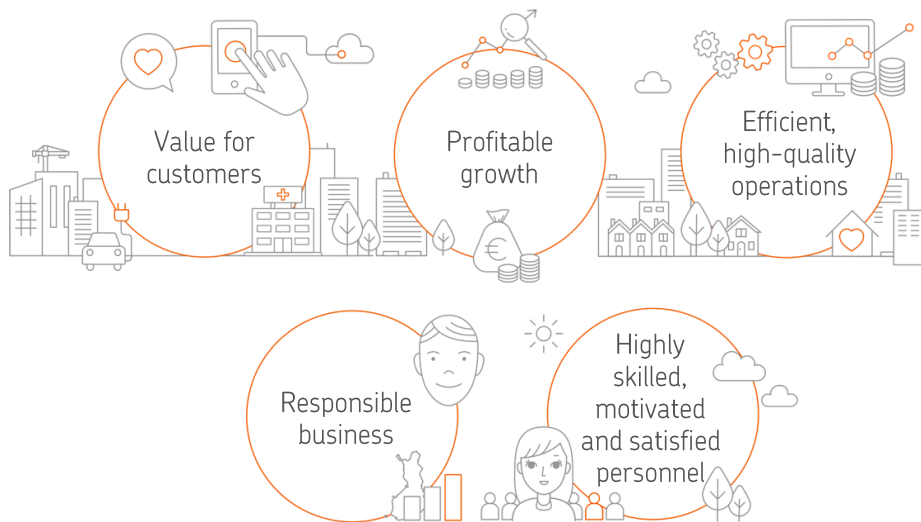 Value for
customers
Profitable
growth
Efficient,
high-quality
operations
Responsible
business
Highly
skilled,
motivated
and satisfied
personnel